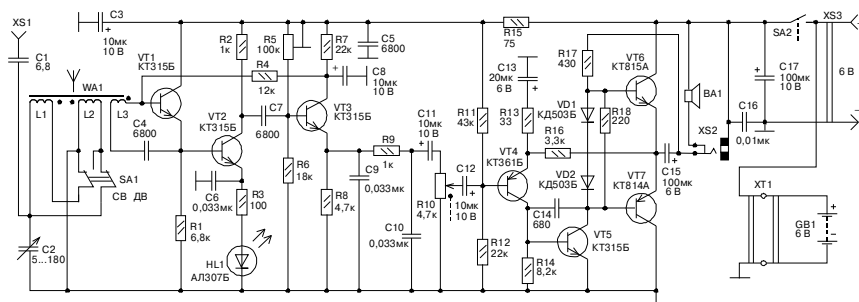 XS1
C1
6,8
C3
10мк
10 В
VT1
КТ315Б
WA1
L1
L2
L3
C4
6800
SA1
СВ ДВ
C2
5...180
R1
6,8к
VT2
КТ315Б
C6
0,033мк
R3
100
HL1
АЛ307Б
R2
1к
R4
12к
R5
100к
C7
6800
R6
18к
R7
22к
C5
6800
C8
10мк
10 В
VT3
КТ315Б
R8
4,7к
C9
0,033мк
R9
1к
C10
0,033мк
C11
10мк
10 В
R10
4,7к
C12
10мк
10 В
R11
43к
R12
22к
R15
75
C13
20мк
6 В
R13
33
VT4
КТ361Б
C14
680
R14
8,2к
R16
3,3к
R17
430
VD1
КД503Б
VD2
КД503Б
VT5
КТ315Б
R18
220
VT6
КТ815А
VT7
КТ814А
C15
100мк
6 В
BA1
XS2
C16
0,01мк
SA2
C17
100мк
10 В
XS3
6 В
XT1
GB1
6 В